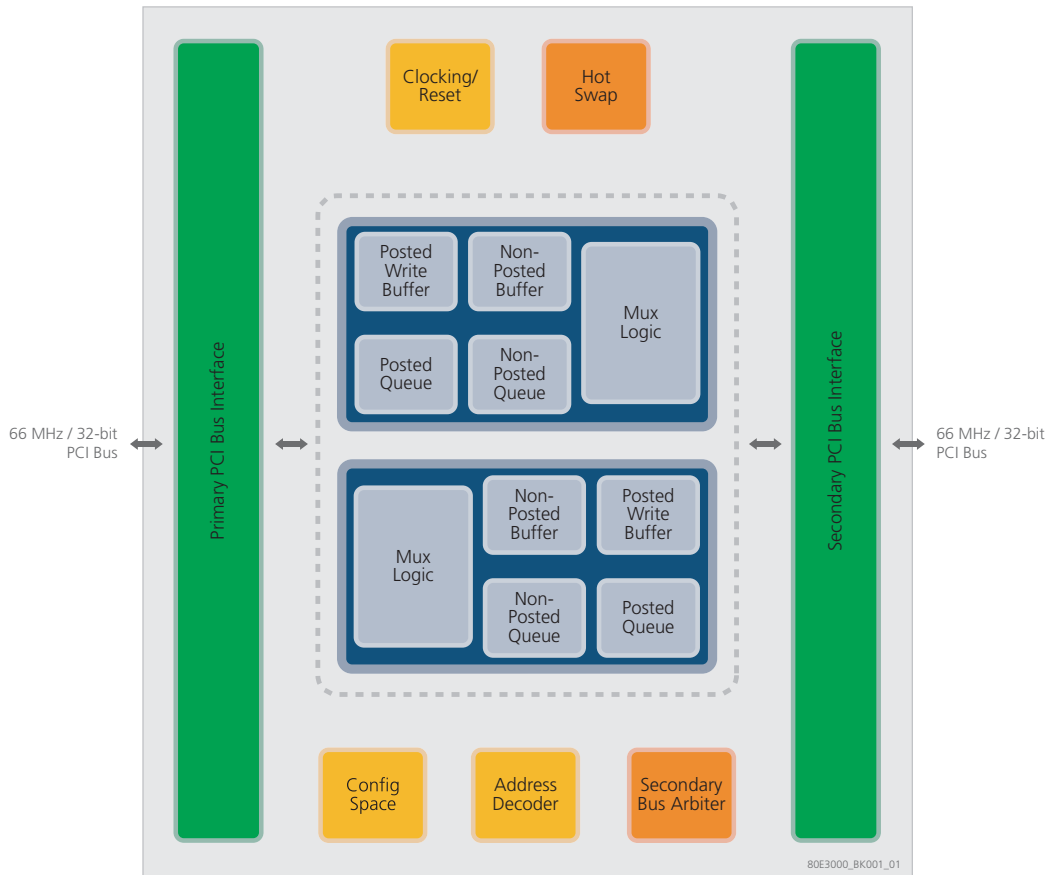 Clocking/
Reset
Hot
Swap
Posted
Write
Buffer
Non-
Posted
Buffer
Mux
Logic
Posted
Queue
Non-
Posted
Queue
Primary PCI Bus Interface
Secondary PCI Bus Interface
66 MHz / 32-bit
PCI Bus
66 MHz / 32-bit
PCI Bus
Mux
Logic
Non-
Posted
Buffer
Posted
Write
Buffer
Non-
Posted
Queue
Posted
Queue
Config
Space
Address
Decoder
Secondary
Bus Arbiter
80E3000_BK001_01